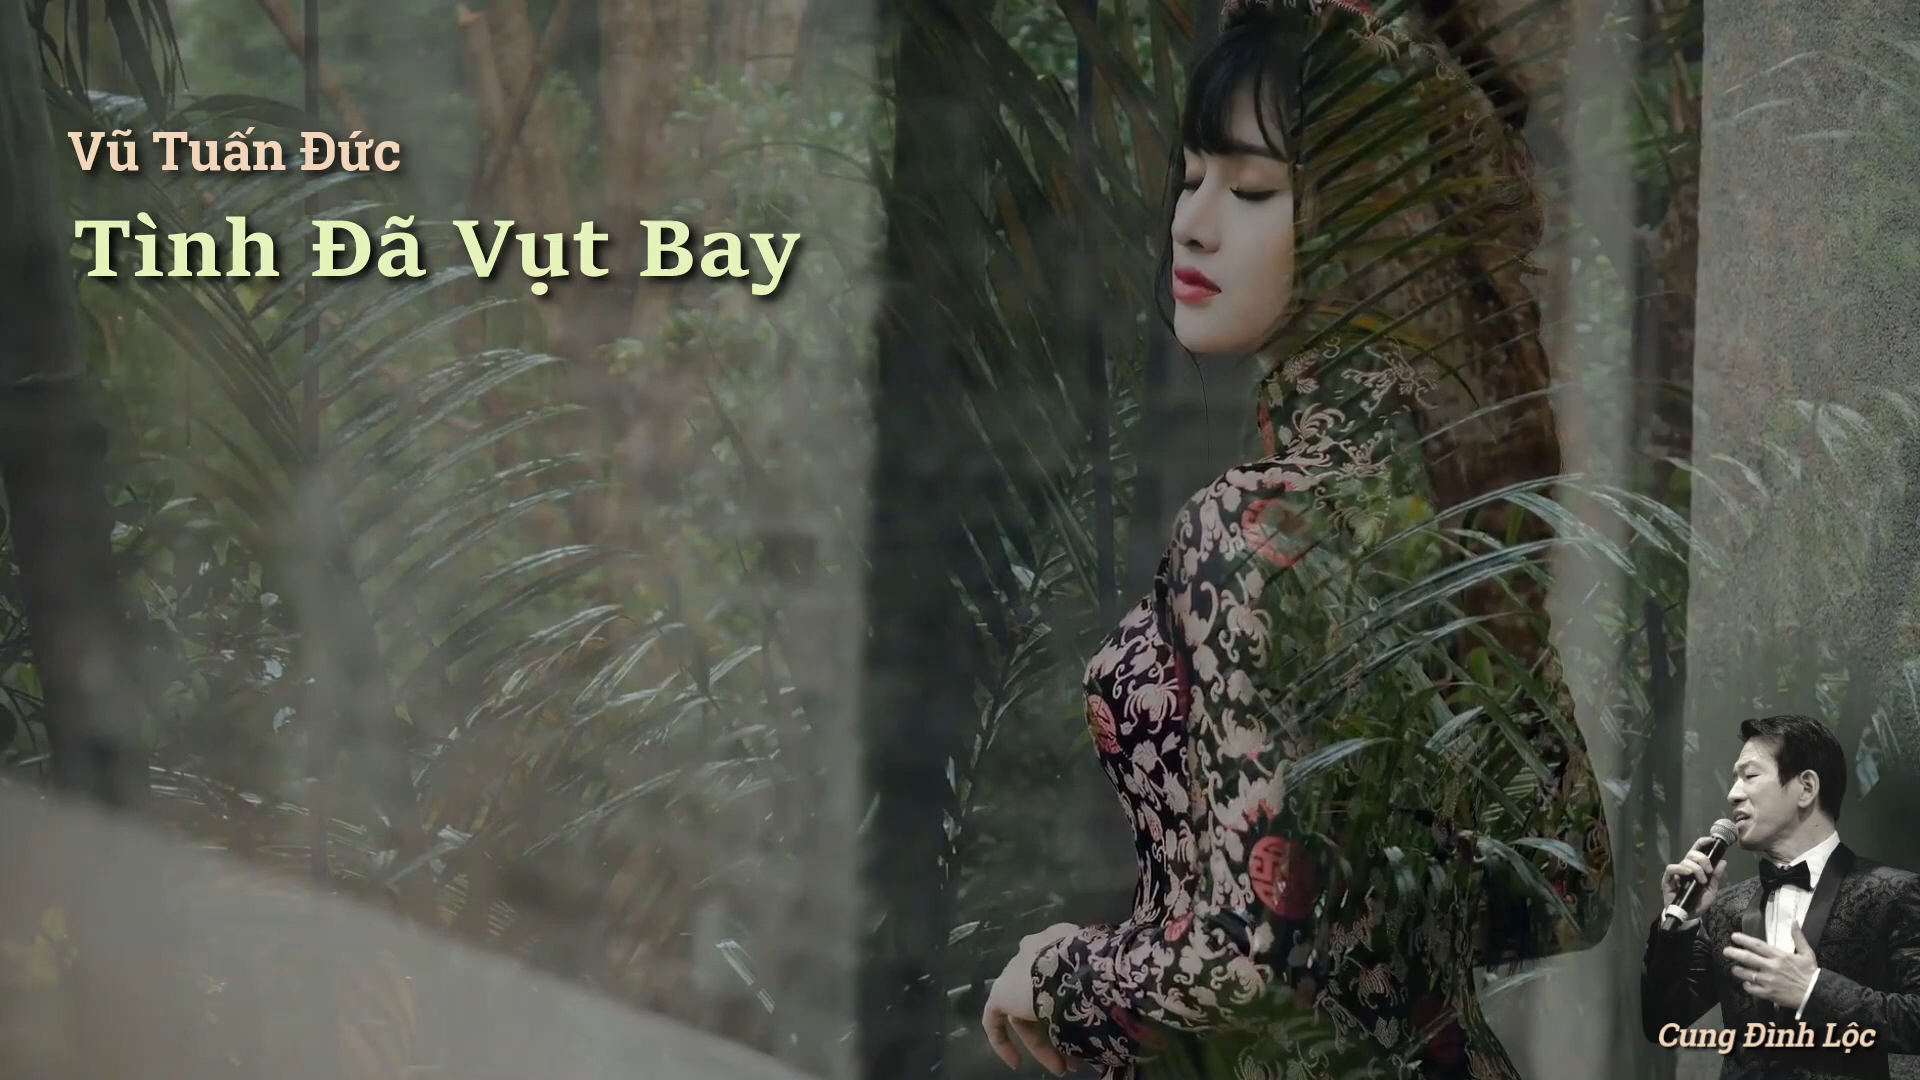 Vũ Tuấn Đức
Tình Đã Vụt Bay
Cung Đình Lộc